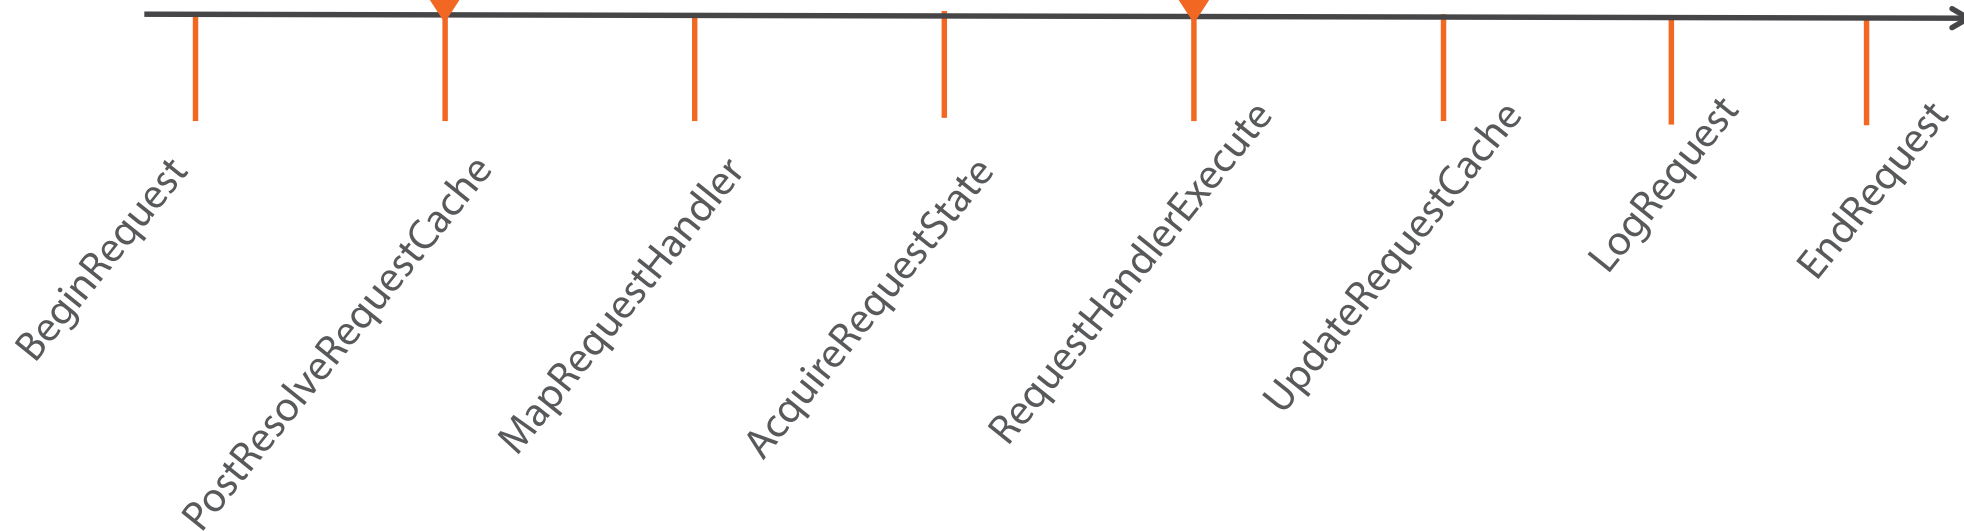 BeginRequest
PostResolveRequestCache
MapRequestHandler
AcquireRequestState
RequestHandlerExecute
UpdateRequestCache
LogRequest
EndRequest